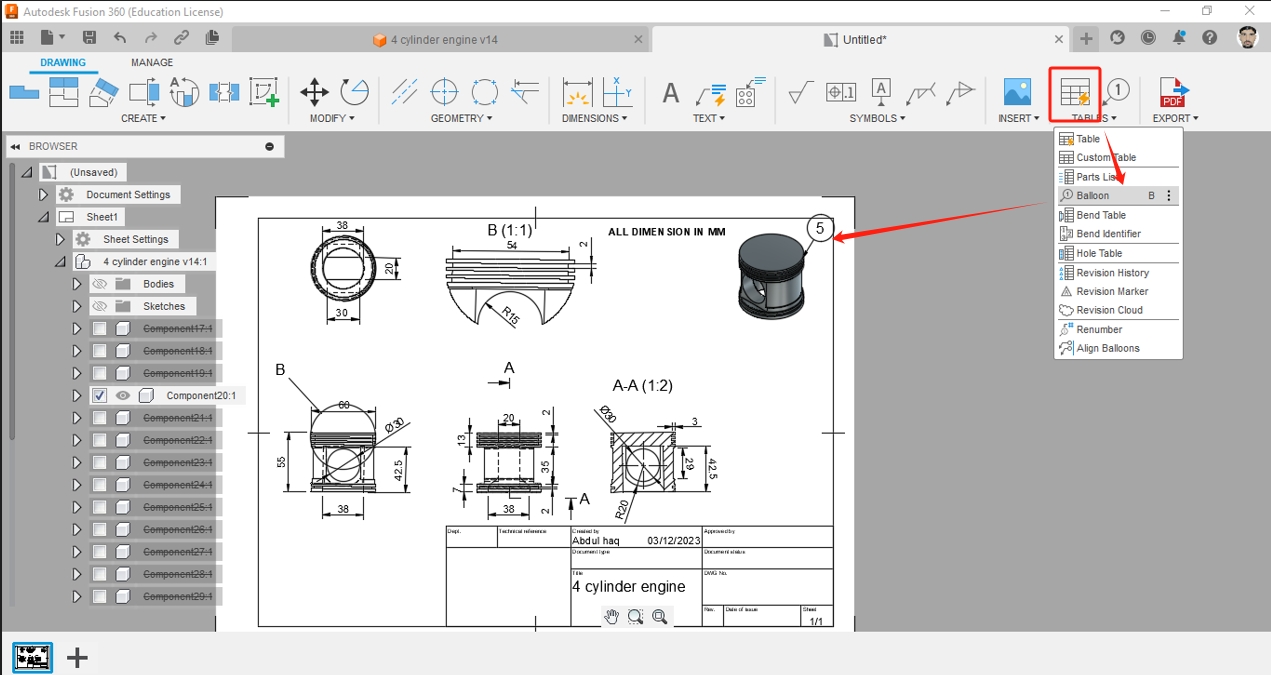 Autodesk Fusion 360 (Education License)
4 cylinder engine v14
Untitled*
DRAWING
MANAGE
CREATE
MODIFY
GEOMETRY
DIMENSIONS
TEXT
SYMBOLS
INSERT
TABLES
EXPORT
PDF
BROWSER
(Unsaved)
Document Settings
Sheet1
Sheet Settings
4 cylinder engine v14:1
Bodies
Sketches
Component17:1
Component18:1
Component19:1
Component20:1
Component21:1
Component22:1
Component23:1
Component24:1
Component25:1
Component26:1
Component27:1
Component28:1
Component29:1
Table
Custom Table
Parts List
Balloon B
Bend Table
Bend Identifier
Hole Table
Revision History
Revision Marker
Revision Cloud
Renumber
Align Balloons
38
20
30
B (1:1)
54
2
R15
ALL DIMENSION IN MM
5
B
60
Ø30
55
42.5
38
A
20
2
13
35
7
38
2
A
A-A (1:2)
Ø30
3
29
42.5
R20
Dept.
Technical reference
Created by
Abdul haq 03/12/2023
Approved by
Document type
Document status
Title
4 cylinder engine
DWG No.
Rev.
Date of issue
Sheet
1/1